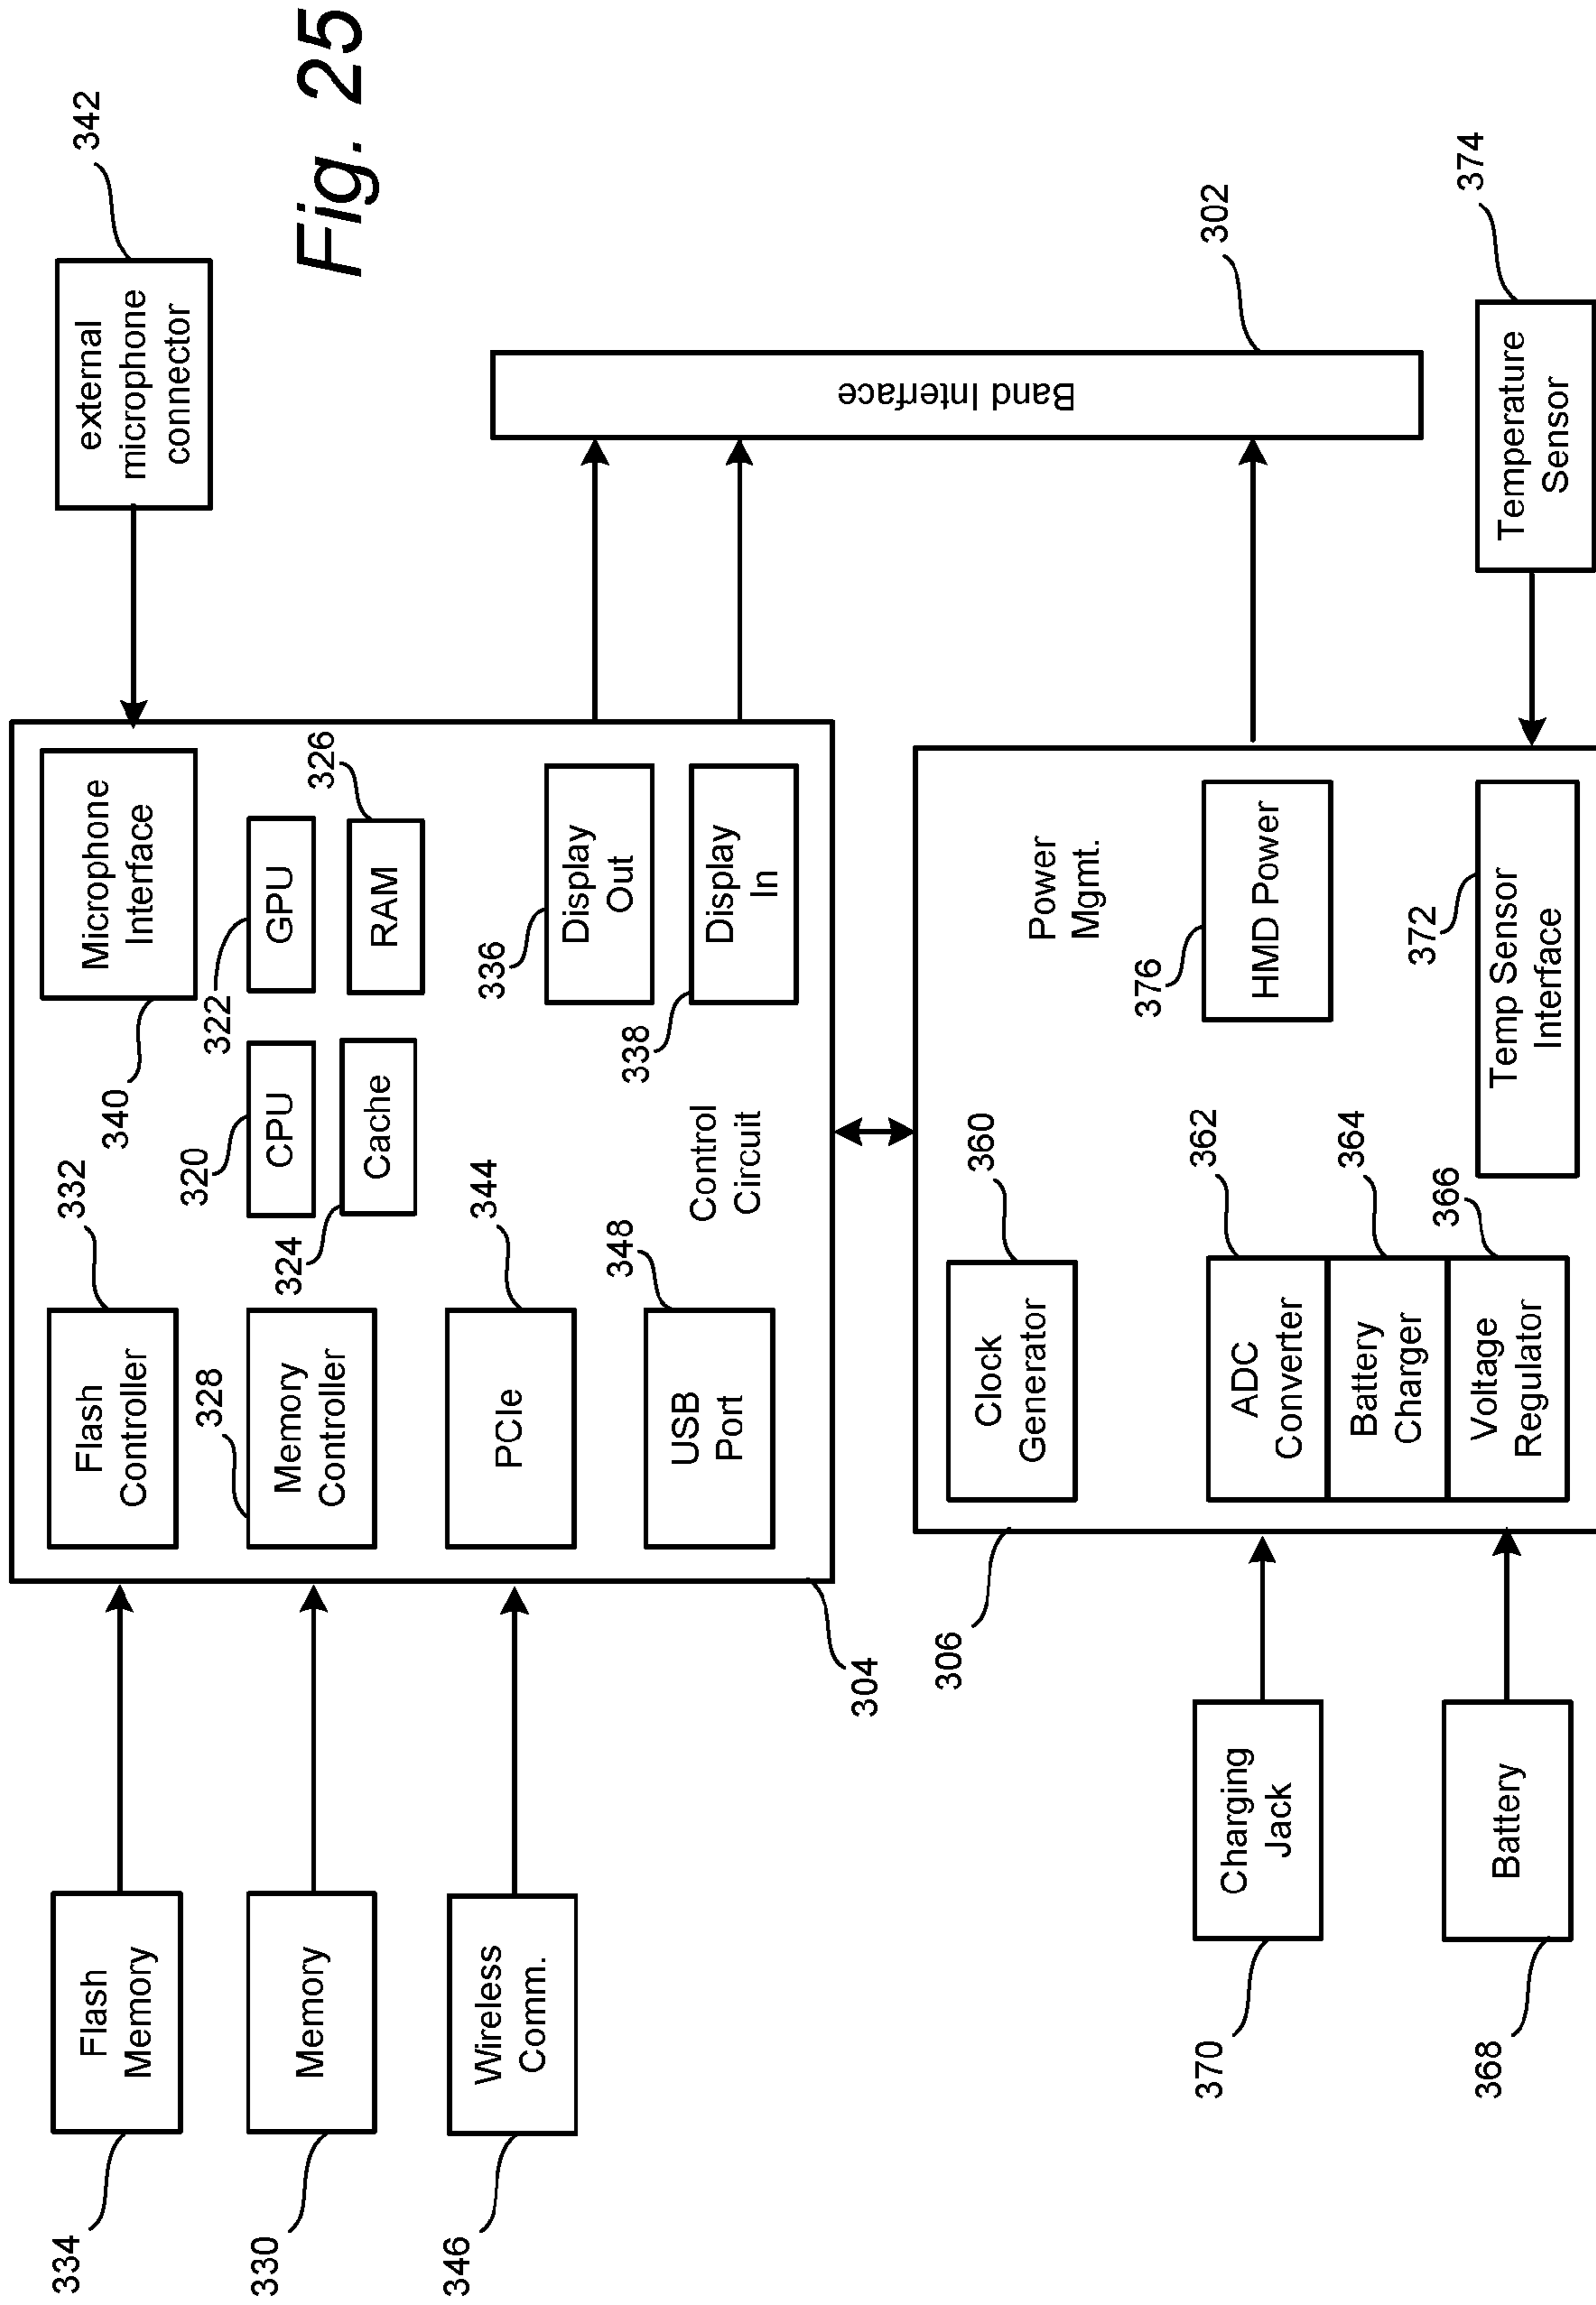 Fig. 25
334
Flash
Memory
330
Memory
346
Wireless
Comm.
304
332
Flash
Controller
328
Memory
Controller
344
PCIe
348
USB
Port
320
CPU
324
Cache
340
Microphone
Interface
322
GPU
326
RAM
336
Display
Out
338
Display
In
Control
Circuit
342
external
microphone
connector
302
Band Interface
306
370
Charging
Jack
368
Battery
360
Clock
Generator
362
ADC
Converter
364
Battery
Charger
366
Voltage
Regulator
Power
Mgmt.
376
HMD Power
372
Temp Sensor
Interface
374
Temperature
Sensor